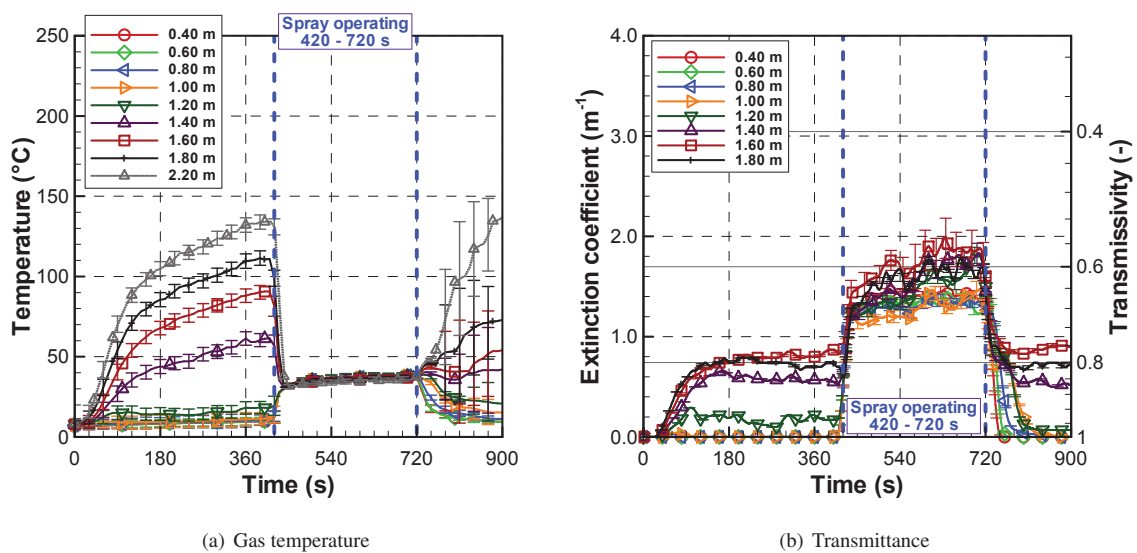 Spray operating
420 - 720 s
0.40 m
0.60 m
0.80 m
1.00 m
1.20 m
1.40 m
1.60 m
1.80 m
2.20 m
250
200
150
100
50
0
Temperature (°C)
0 180 360 540 720 900
Time (s)
(a) Gas temperature
0.40 m
0.60 m
0.80 m
1.00 m
1.20 m
1.40 m
1.60 m
1.80 m
4.0
3.0
2.0
1.0
0.0
Extinction coefficient (m⁻¹)
0.4
0.6
0.8
1
Transmissivity (-)
Spray operating
420 - 720 s
0 180 360 540 720 900
Time (s)
(b) Transmittance